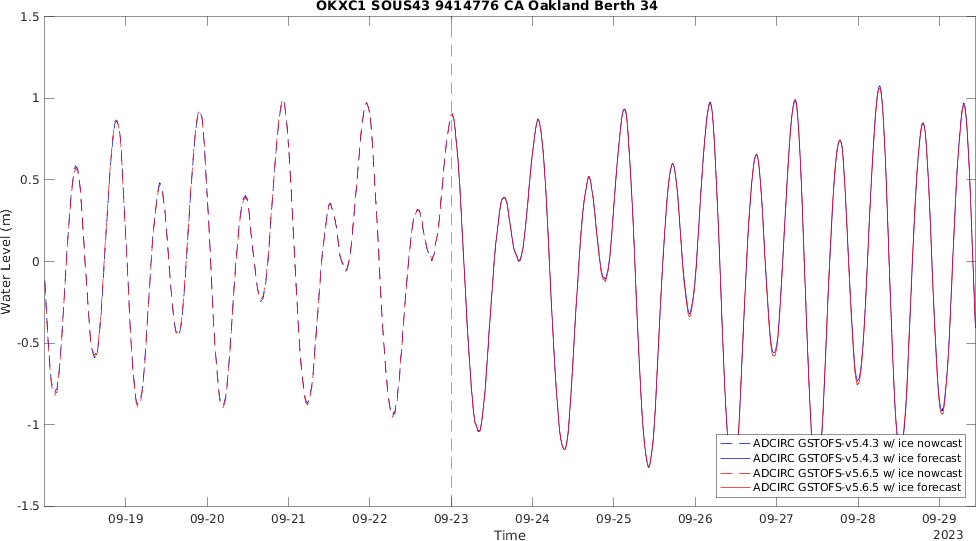 OKXC1 SOUS43 9414776 CA Oakland Berth 34
1.5
1
0.5
0
-0.5
-1
-1.5
Water Level (m)
09-19 09-20 09-21 09-22 09-23 09-24 09-25 09-26 09-27 09-28 09-29
2023
Time
ADCIRC GSTOFS-v5.4.3 w/ ice nowcast
ADCIRC GSTOFS-v5.4.3 w/ ice forecast
ADCIRC GSTOFS-v5.6.5 w/ ice nowcast
ADCIRC GSTOFS-v5.6.5 w/ ice forecast